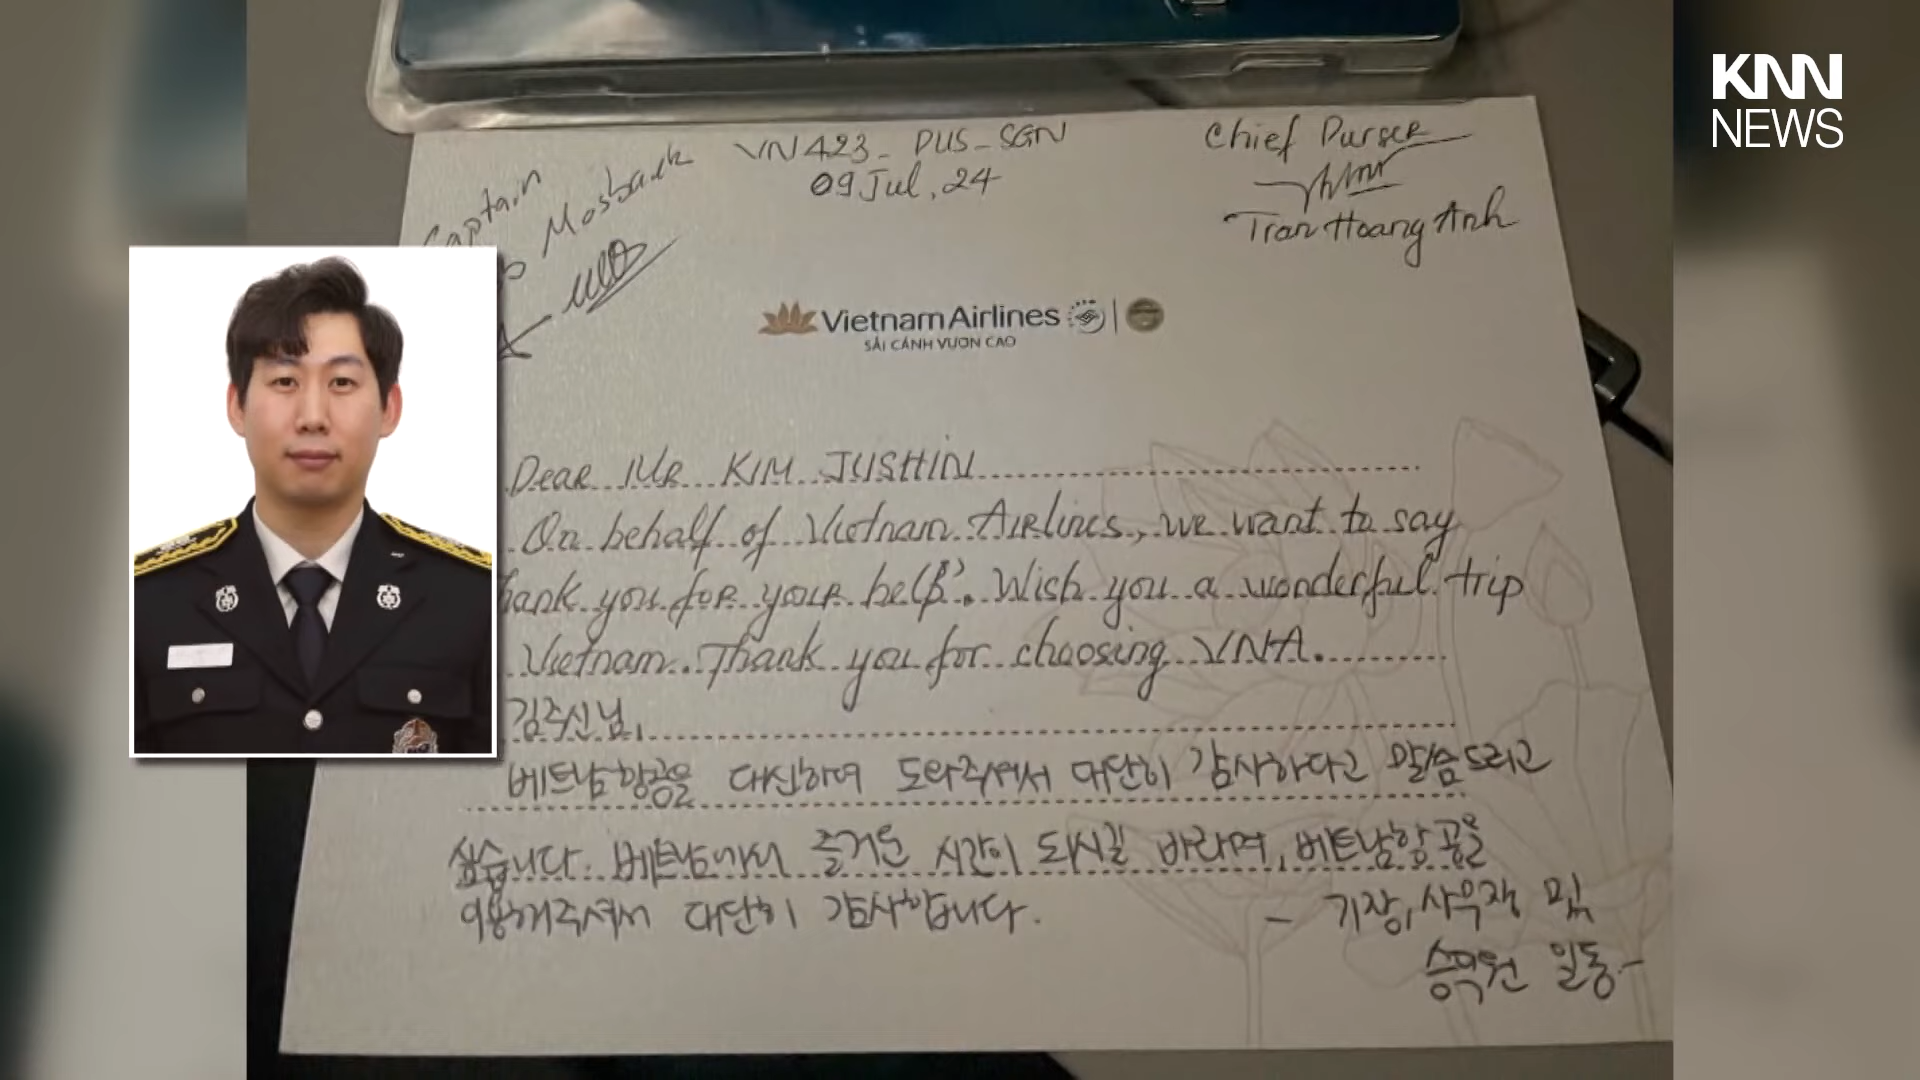 KNN
NEWS
Captain
Mosback
VN423_ PUS_SGN
09 Jul, 24
Chief Purser
Tran Hoang Anh
Vietnam Airlines
SẢI CÁNH VƯƠN CAO
Dear Mr KIM JUSHIN
On behalf of Vietnam Airlines, we want to say
hank you for your help. Wish you a wonderful trip
Vietnam. Thank you for choosing VNA.
김주신님,
베트남항공을 대신하여 도와주셔서 대단히 감사하다고 말씀드리고
싶습니다. 베트남에서 즐거운 시간이 되시길 바라며, 베트남항공을
이용해주셔서 대단히 감사합니다.
- 기장, 사무장 및
승무원 일동-